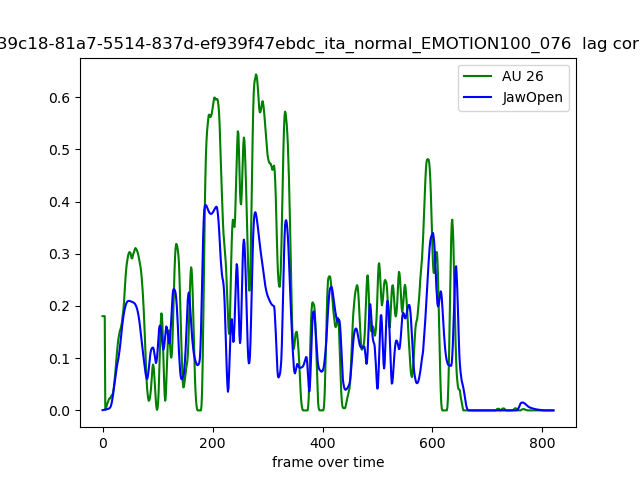 39c18-81a7-5514-837d-ef939f47ebdc_ita_normal_EMOTION100_076 lag cor
AU 26
JawOpen
0.6
0.5
0.4
0.3
0.2
0.1
0.0
0 200 400 600 800
frame over time